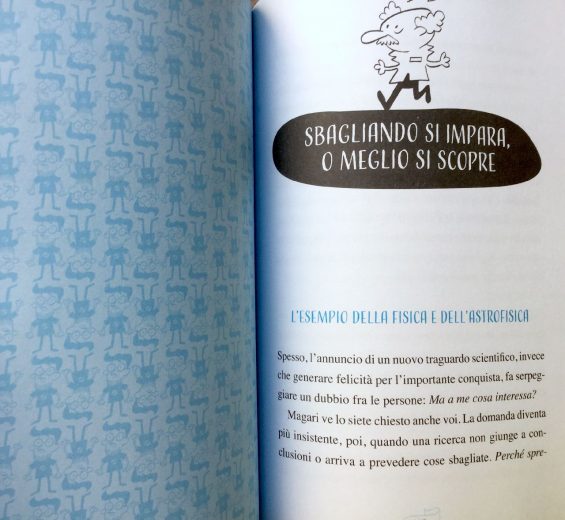 SBAGLIANDO SI IMPARA,
O MEGLIO SI SCOPRE
L'ESEMPIO DELLA FISICA E DELL'ASTROFISICA
Spesso, l'annuncio di un nuovo traguardo scientifico, invece
che generare felicità per l'importante conquista, fa serpeg-
giare un dubbio fra le persone: Ma a me cosa interessa?
Magari ve lo siete chiesto anche voi. La domanda diventa
più insistente, poi, quando una ricerca non giunge a con-
clusioni o arriva a prevedere cose sbagliate. Perché spre-